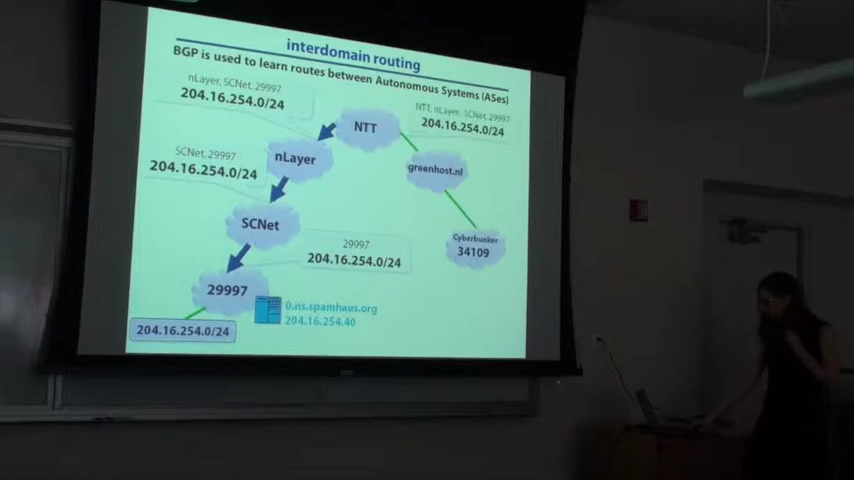 interdomain routing
BGP is used to learn routes between Autonomous Systems (ASes)
nLayer, SCNet, 29997
204.16.254.0/24
NTT, nLayer, SCNet, 29997
204.16.254.0/24
NTT
SCNet, 29997
204.16.254.0/24
nLayer
greenhost.nl
SCNet
Cyberbunker
34109
29997
204.16.254.0/24
29997
0.ns.spamhaus.org
204.16.254.40
204.16.254.0/24